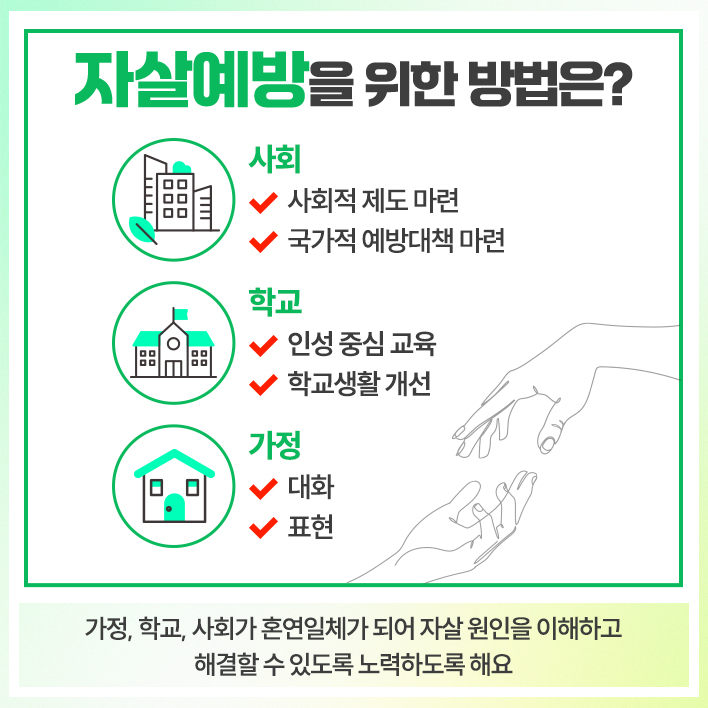 자살예방을 위한 방법은?
사회
사회적 제도 마련
국가적 예방대책 마련
학교
인성 중심 교육
학교생활 개선
가정
대화
표현
가정, 학교, 사회가 혼연일체가 되어 자살 원인을 이해하고
해결할 수 있도록 노력하도록 해요